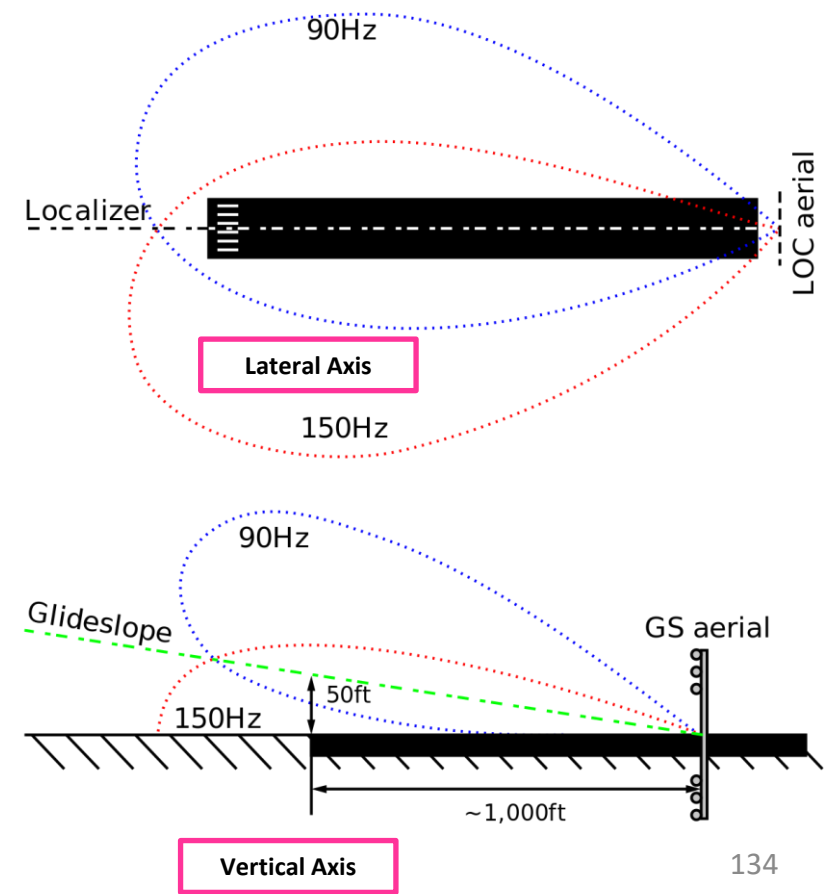 90Hz
Localizer
LOC aerial
Lateral Axis
150Hz
90Hz
Glideslope
GS aerial
50ft
150Hz
~1,000ft
Vertical Axis
134